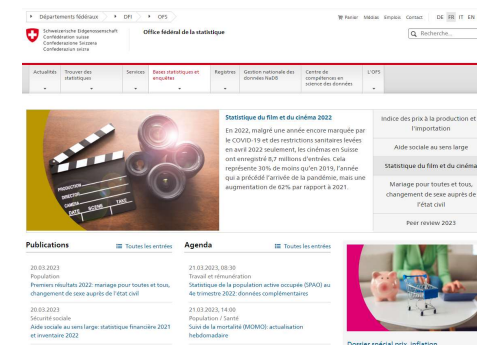 Départements fédéraux DFI OFS
Panier Médias Emplois Contact DE FR IT EN
Schweizerische Eidgenossenschaft
Confédération suisse
Confederazione Svizzera
Confederaziun svizra
Office fédéral de la statistique
Recherche...
Actualités Trouver des statistiques Services Bases statistiques et enquêtes Registres Gestion nationale des données NaDB Centre de compétences en science des données L'OFS
PRODUCTION
DIRECTOR
CAMERA
DATE SCENE TAKE
Statistique du film et du cinéma 2022
En 2022, malgré une année encore marquée par
le COVID-19 et des restrictions sanitaires levées
en avril 2022 seulement, les cinémas en Suisse
ont enregistré 8,7 millions d'entrées. Cela
représente 30% de moins qu'en 2019, l'année
qui a précédé l'arrivée de la pandémie, mais une
augmentation de 62% par rapport à 2021.
Indice des prix à la production et
l'importation
Aide sociale au sens large
Statistique du film et du cinéma
Mariage pour toutes et tous,
changement de sexe auprès de
l'état civil
Peer review 2023
Publications Toutes les entrées
20.03.2023
Population
Premiers résultats 2022: mariage pour toutes et tous,
changement de sexe auprès de l'état civil
20.03.2023
Sécurité sociale
Aide sociale au sens large: statistique financière 2021
et inventaire 2022
Agenda Toutes les entrées
21.03.2023, 08:30
Travail et rémunération
Statistique de la population active occupée (SPAO) au
4e trimestre 2022: données complémentaires
21.03.2023, 14:00
Population / Santé
Suivi de la mortalité (MOMO): actualisation
hebdomadaire
Dossier spécial prix, inflation